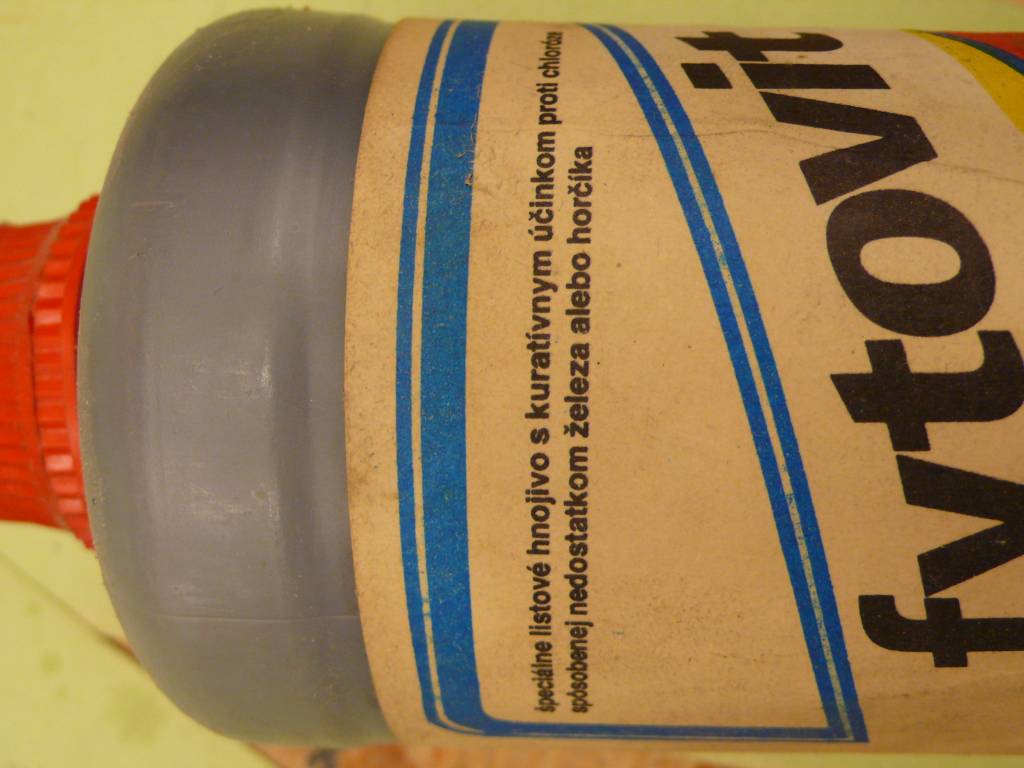 špeciálne listové hnojivo s kuratívnym účinkom proti chloróze
spôsobenej nedostatkom železa alebo horčíka
fytovit